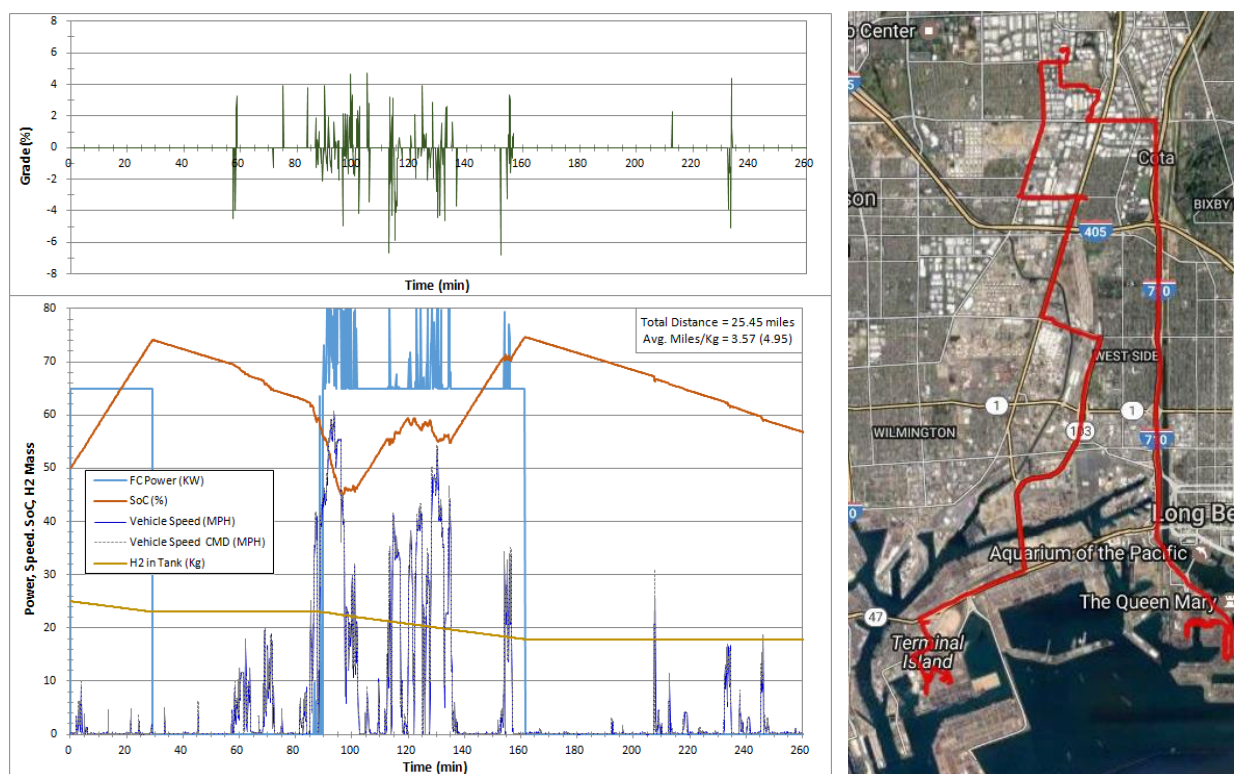 8
6
4
2
0
-2
-4
-6
-8
Grade (%)
0 20 40 60 80 100 120 140 160 180 200 220 240 260
Time (min)
80
70
60
50
40
30
20
10
0
Power, Speed. SoC, H2 Mass
Total Distance = 25.45 miles
Avg. Miles/Kg = 3.57 (4.95)
FC Power (KW)
SoC (%)
Vehicle Speed (MPH)
Vehicle Speed CMD (MPH)
H2 in Tank (Kg)
0 20 40 60 80 100 120 140 160 180 200 220 240 260
Time (min)
o Center
5
Cota
son
BIXBY
405
710
WEST SIDE
1
1
103
WILMINGTON
710
Long Be
Aquarium of the Pacific
The Queen Mary
47
Terminal
Island